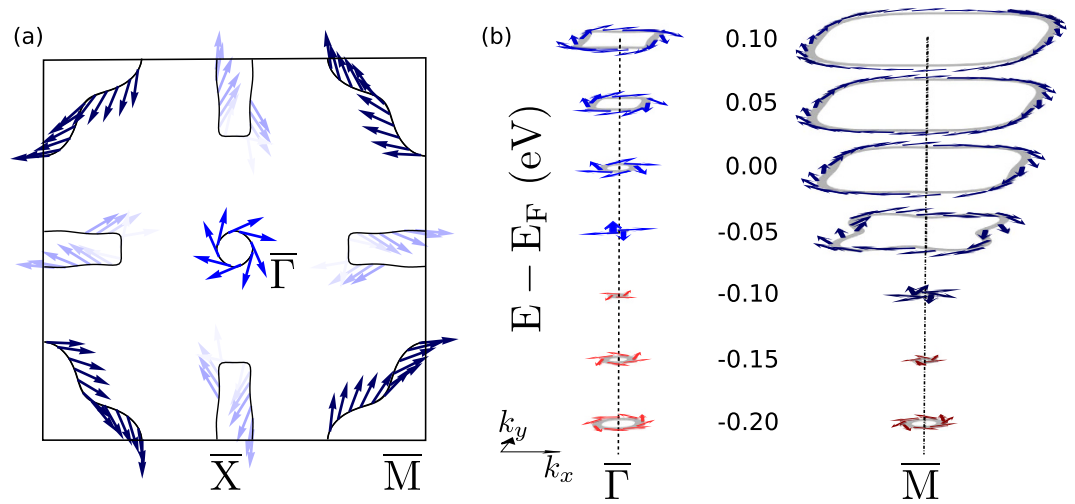 (a)
Γ̅
X̅
M̅
(b)
E − E_F (eV)
0.10
0.05
0.00
-0.05
-0.10
-0.15
-0.20
k_y
k_x
Γ̅
M̅